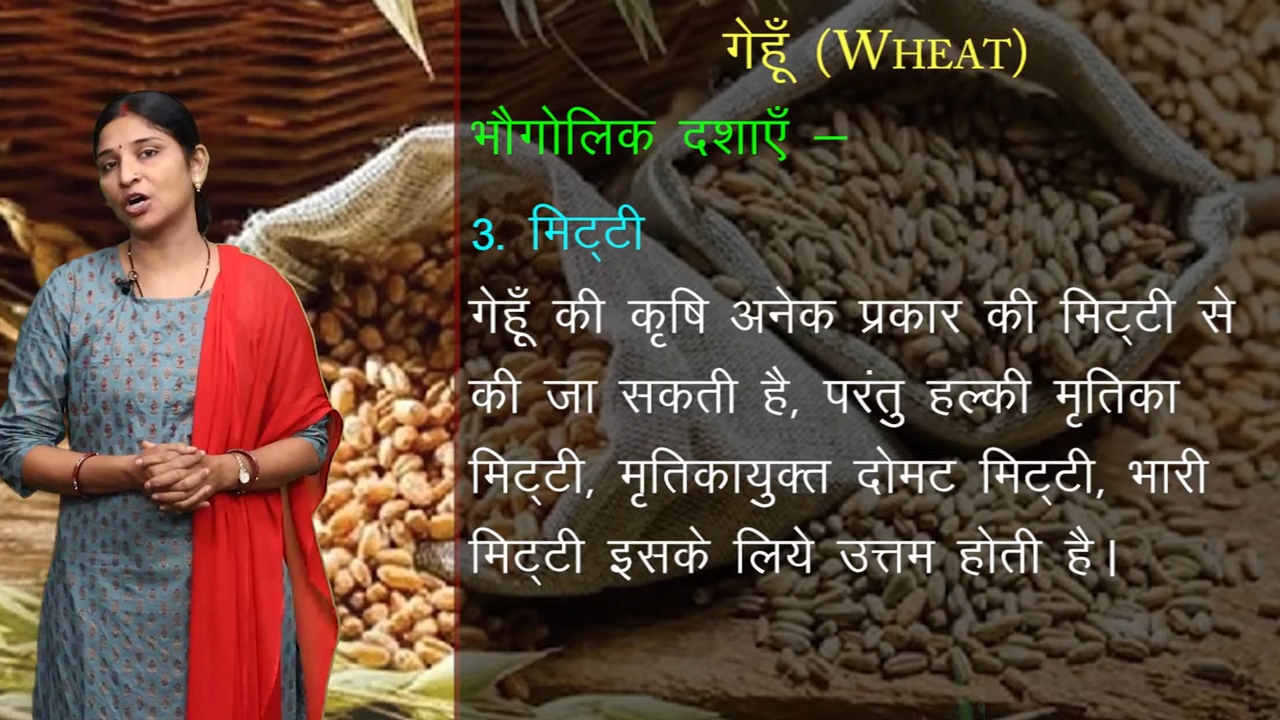 गेहूँ (WHEAT)
भौगोलिक दशाएँ –
3. मिट्टी
गेहूँ की कृषि अनेक प्रकार की मिट्टी से
की जा सकती है, परंतु हल्की मृतिका
मिट्टी, मृतिकायुक्त दोमट मिट्टी, भारी
मिट्टी इसके लिये उत्तम होती है।